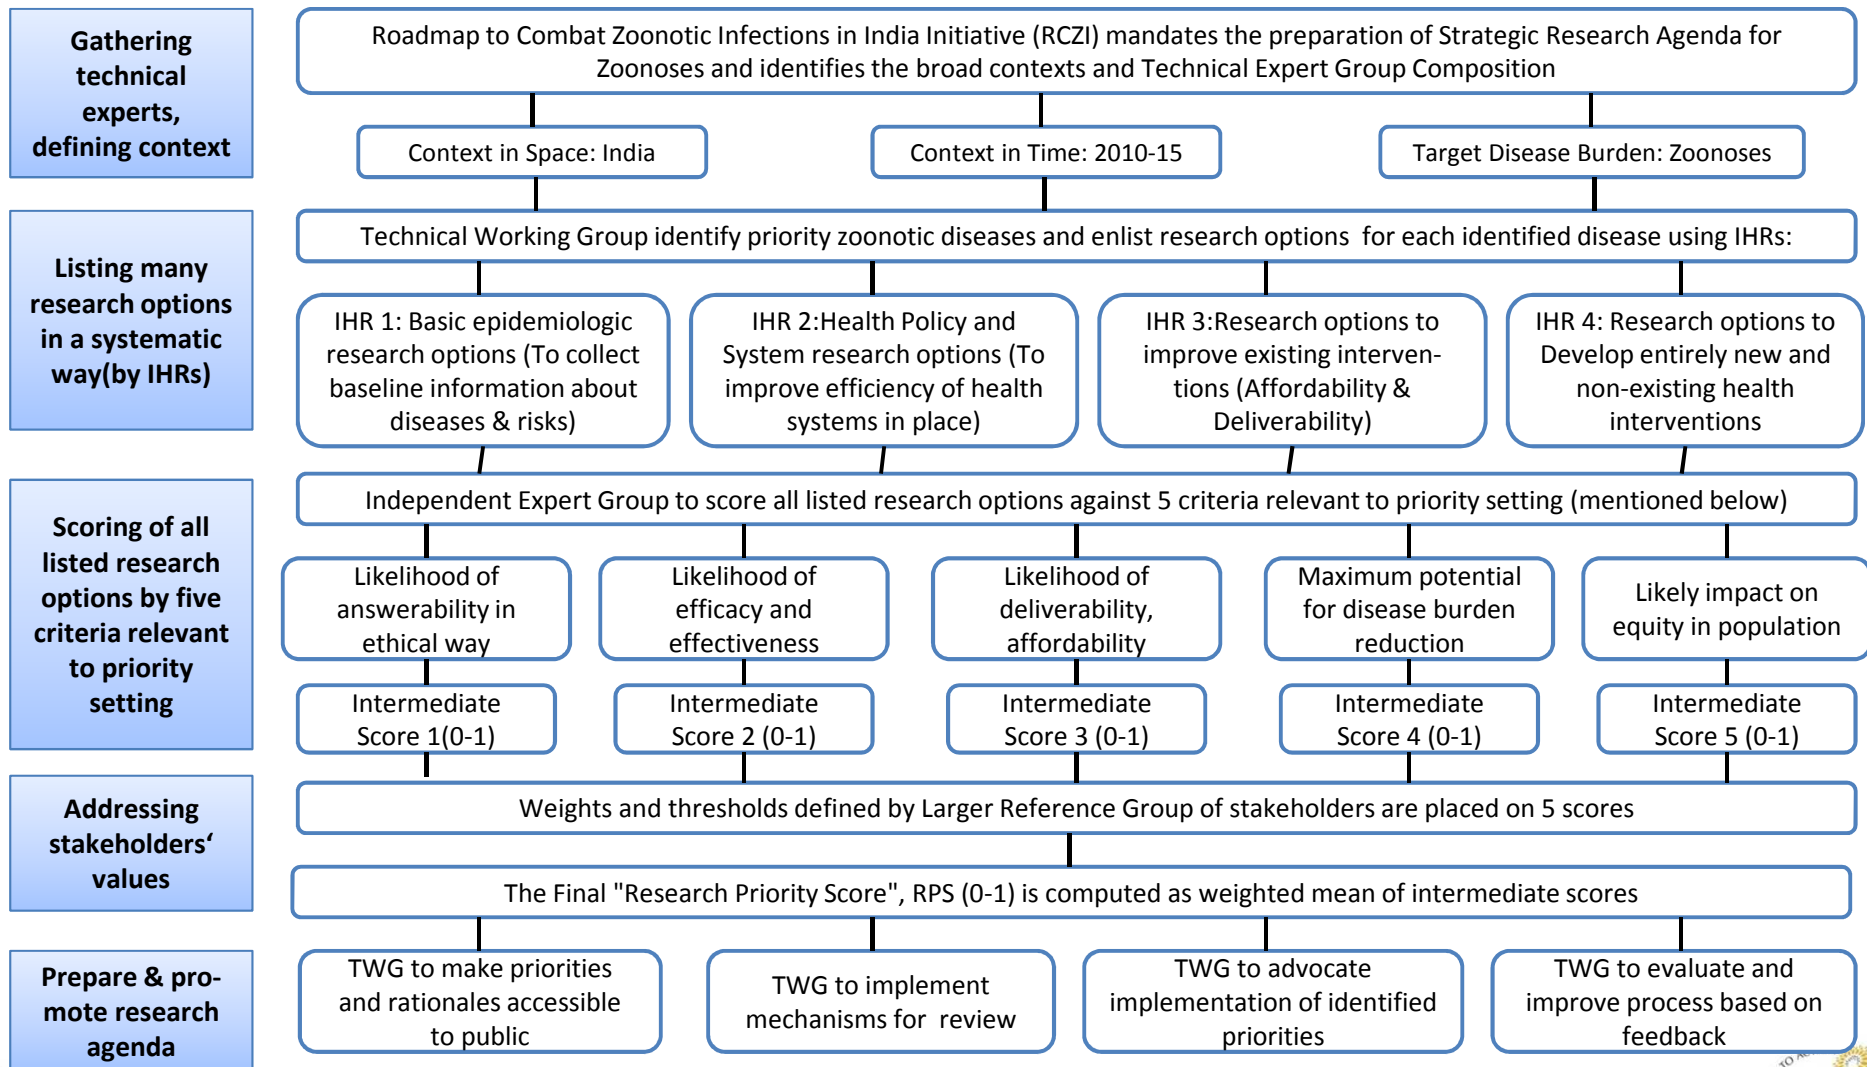 Gathering
technical
experts,
defining context
Roadmap to Combat Zoonotic Infections in India Initiative (RCZI) mandates the preparation of Strategic Research Agenda for
Zoonoses and identifies the broad contexts and Technical Expert Group Composition
Context in Space: India
Context in Time: 2010-15
Target Disease Burden: Zoonoses
Listing many
research options
in a systematic
way(by IHRs)
Technical Working Group identify priority zoonotic diseases and enlist research options for each identified disease using IHRs:
IHR 1: Basic epidemiologic
research options (To collect
baseline information about
diseases & risks)
IHR 2:Health Policy and
System research options (To
improve efficiency of health
systems in place)
IHR 3:Research options to
improve existing interven-
tions (Affordability &
Deliverability)
IHR 4: Research options to
Develop entirely new and
non-existing health
interventions
Scoring of all
listed research
options by five
criteria relevant
to priority
setting
Independent Expert Group to score all listed research options against 5 criteria relevant to priority setting (mentioned below)
Likelihood of
answerability in
ethical way
Likelihood of
efficacy and
effectiveness
Likelihood of
deliverability,
affordability
Maximum potential
for disease burden
reduction
Likely impact on
equity in population
Intermediate
Score 1(0-1)
Intermediate
Score 2 (0-1)
Intermediate
Score 3 (0-1)
Intermediate
Score 4 (0-1)
Intermediate
Score 5 (0-1)
Addressing
stakeholders‘
values
Weights and thresholds defined by Larger Reference Group of stakeholders are placed on 5 scores
The Final "Research Priority Score", RPS (0-1) is computed as weighted mean of intermediate scores
Prepare & pro-
mote research
agenda
TWG to make priorities
and rationales accessible
to public
TWG to implement
mechanisms for review
TWG to advocate
implementation of identified
priorities
TWG to evaluate and
improve process based on
feedback